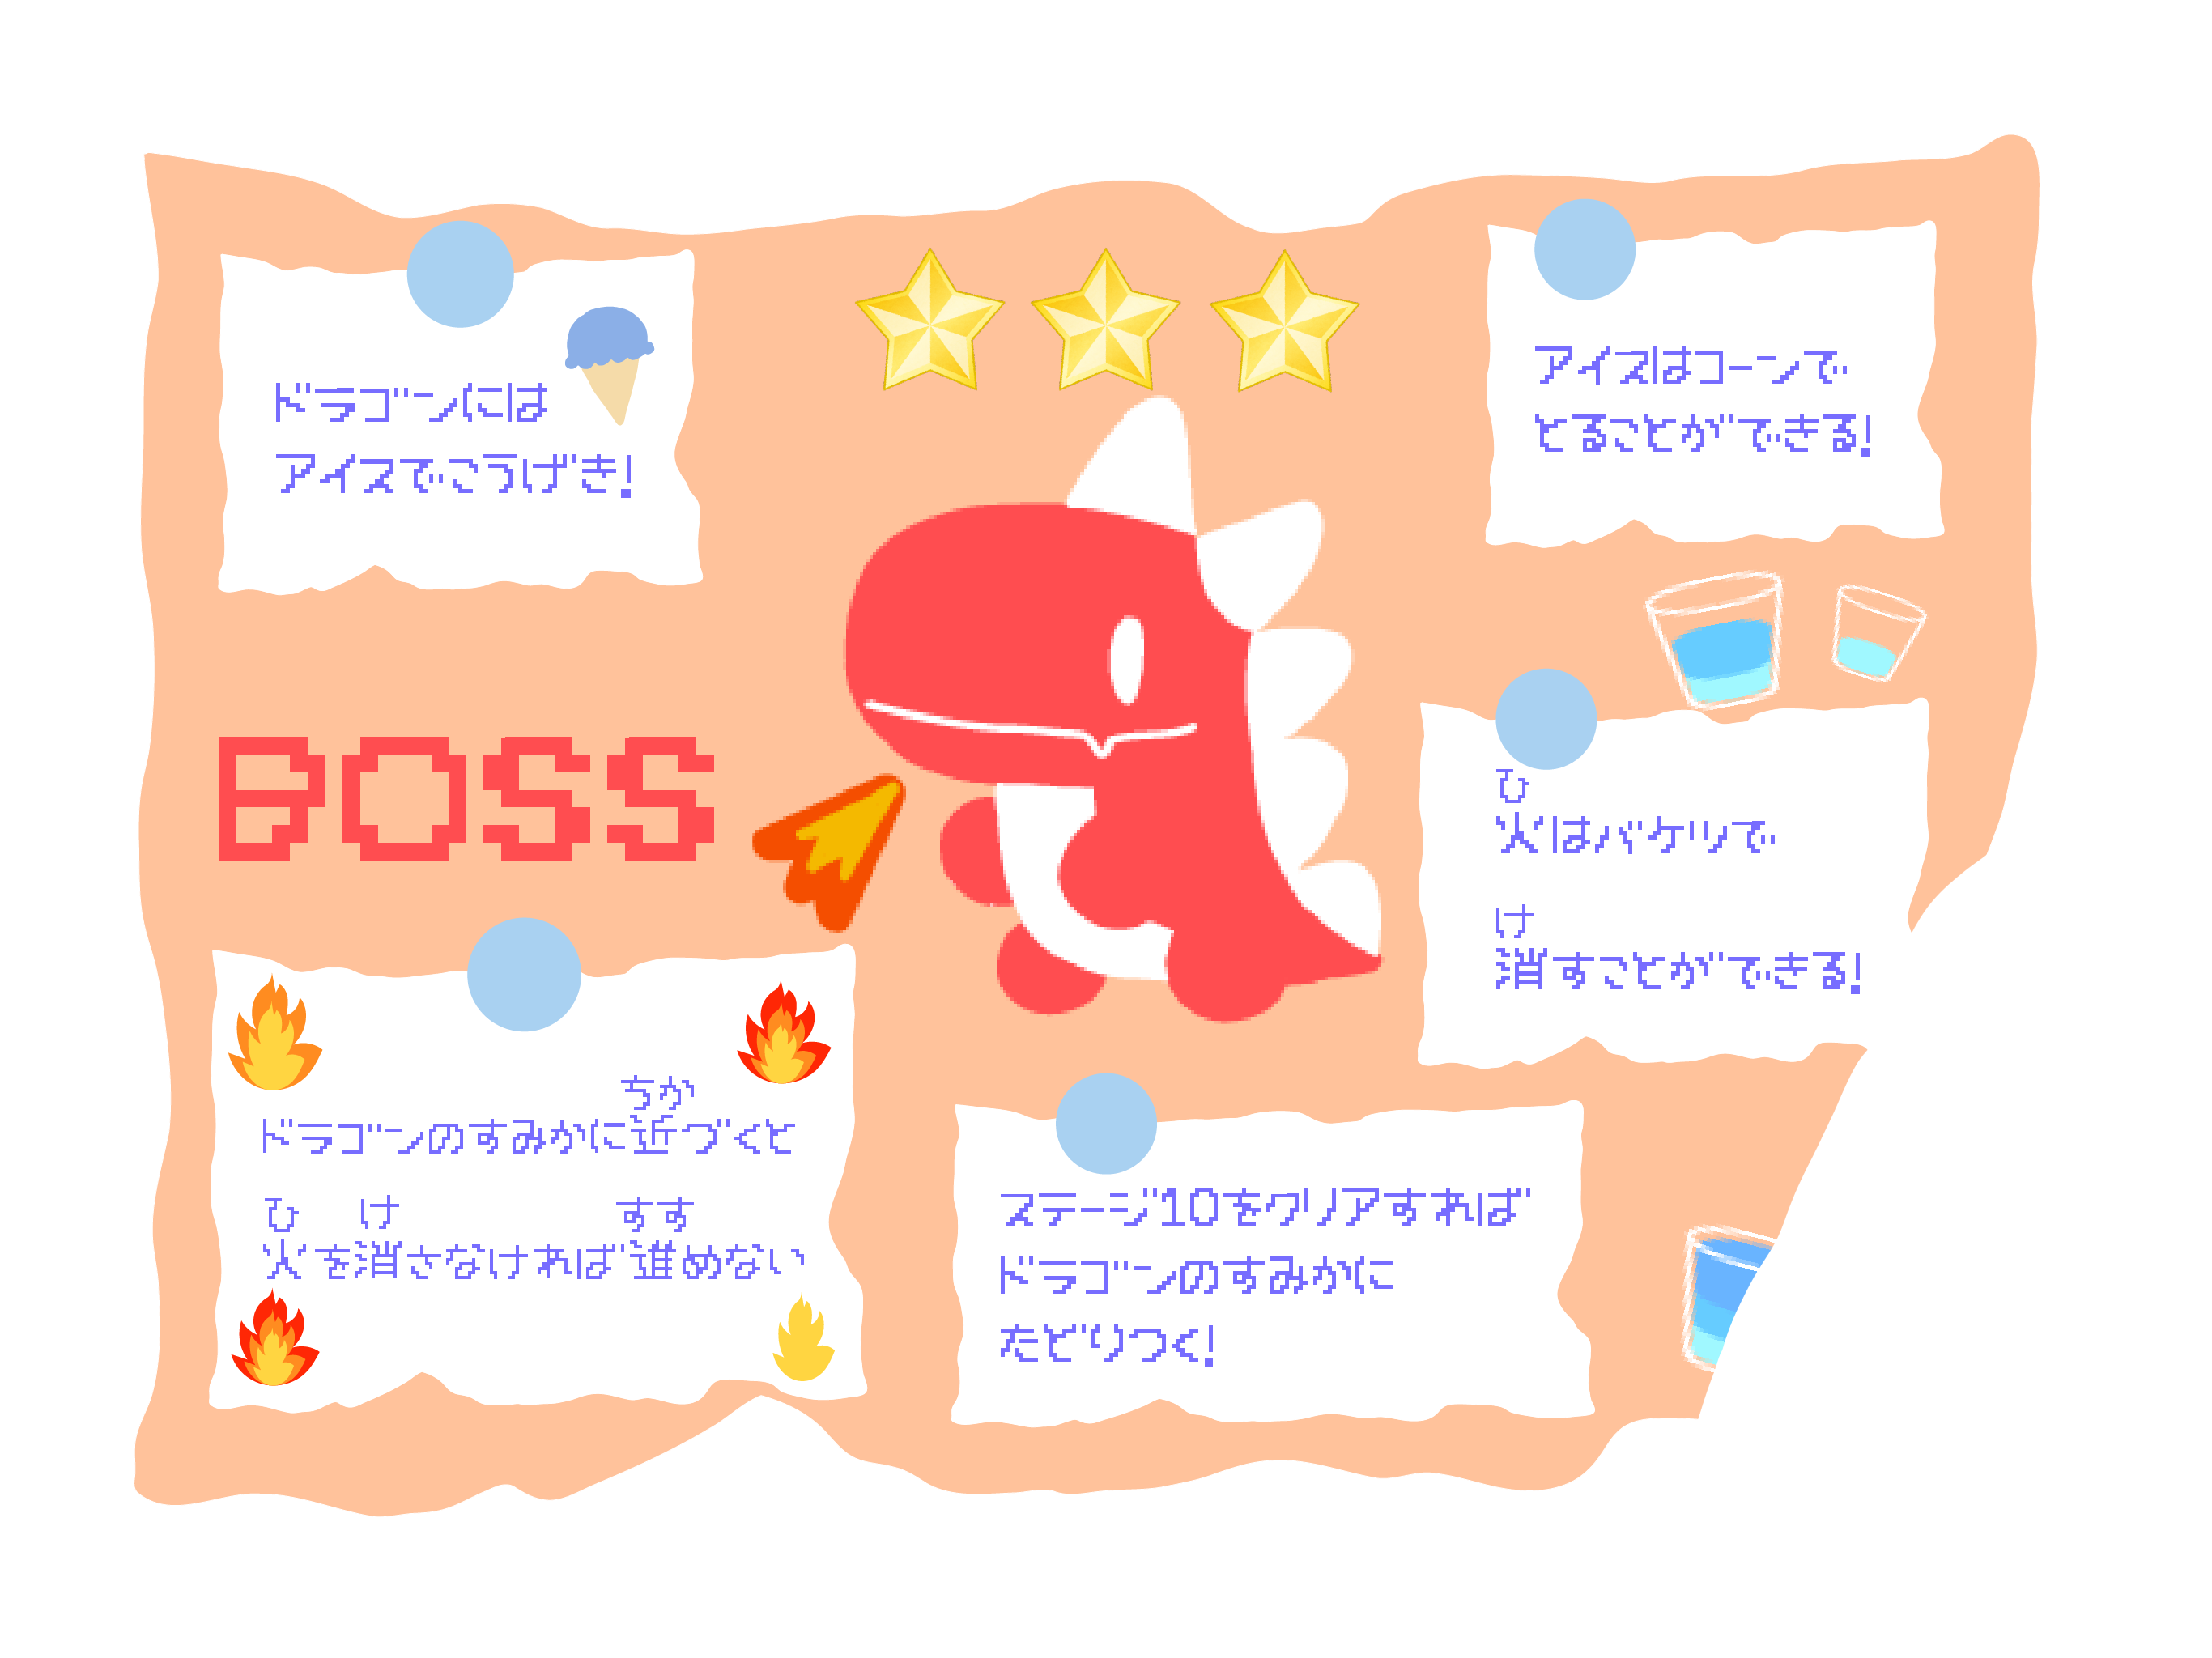 ドラゴンには
アイスでこうげき!
アイスはコーンで
とることができる!
BOSS
ひ
火はバケツで
け
消すことができる!
ちか
ドラゴンのすみかに近づくと
ひ け すす
火を消さなければ進めない
ステージ10をクリアすれば
ドラゴンのすみかに
たどりつく!